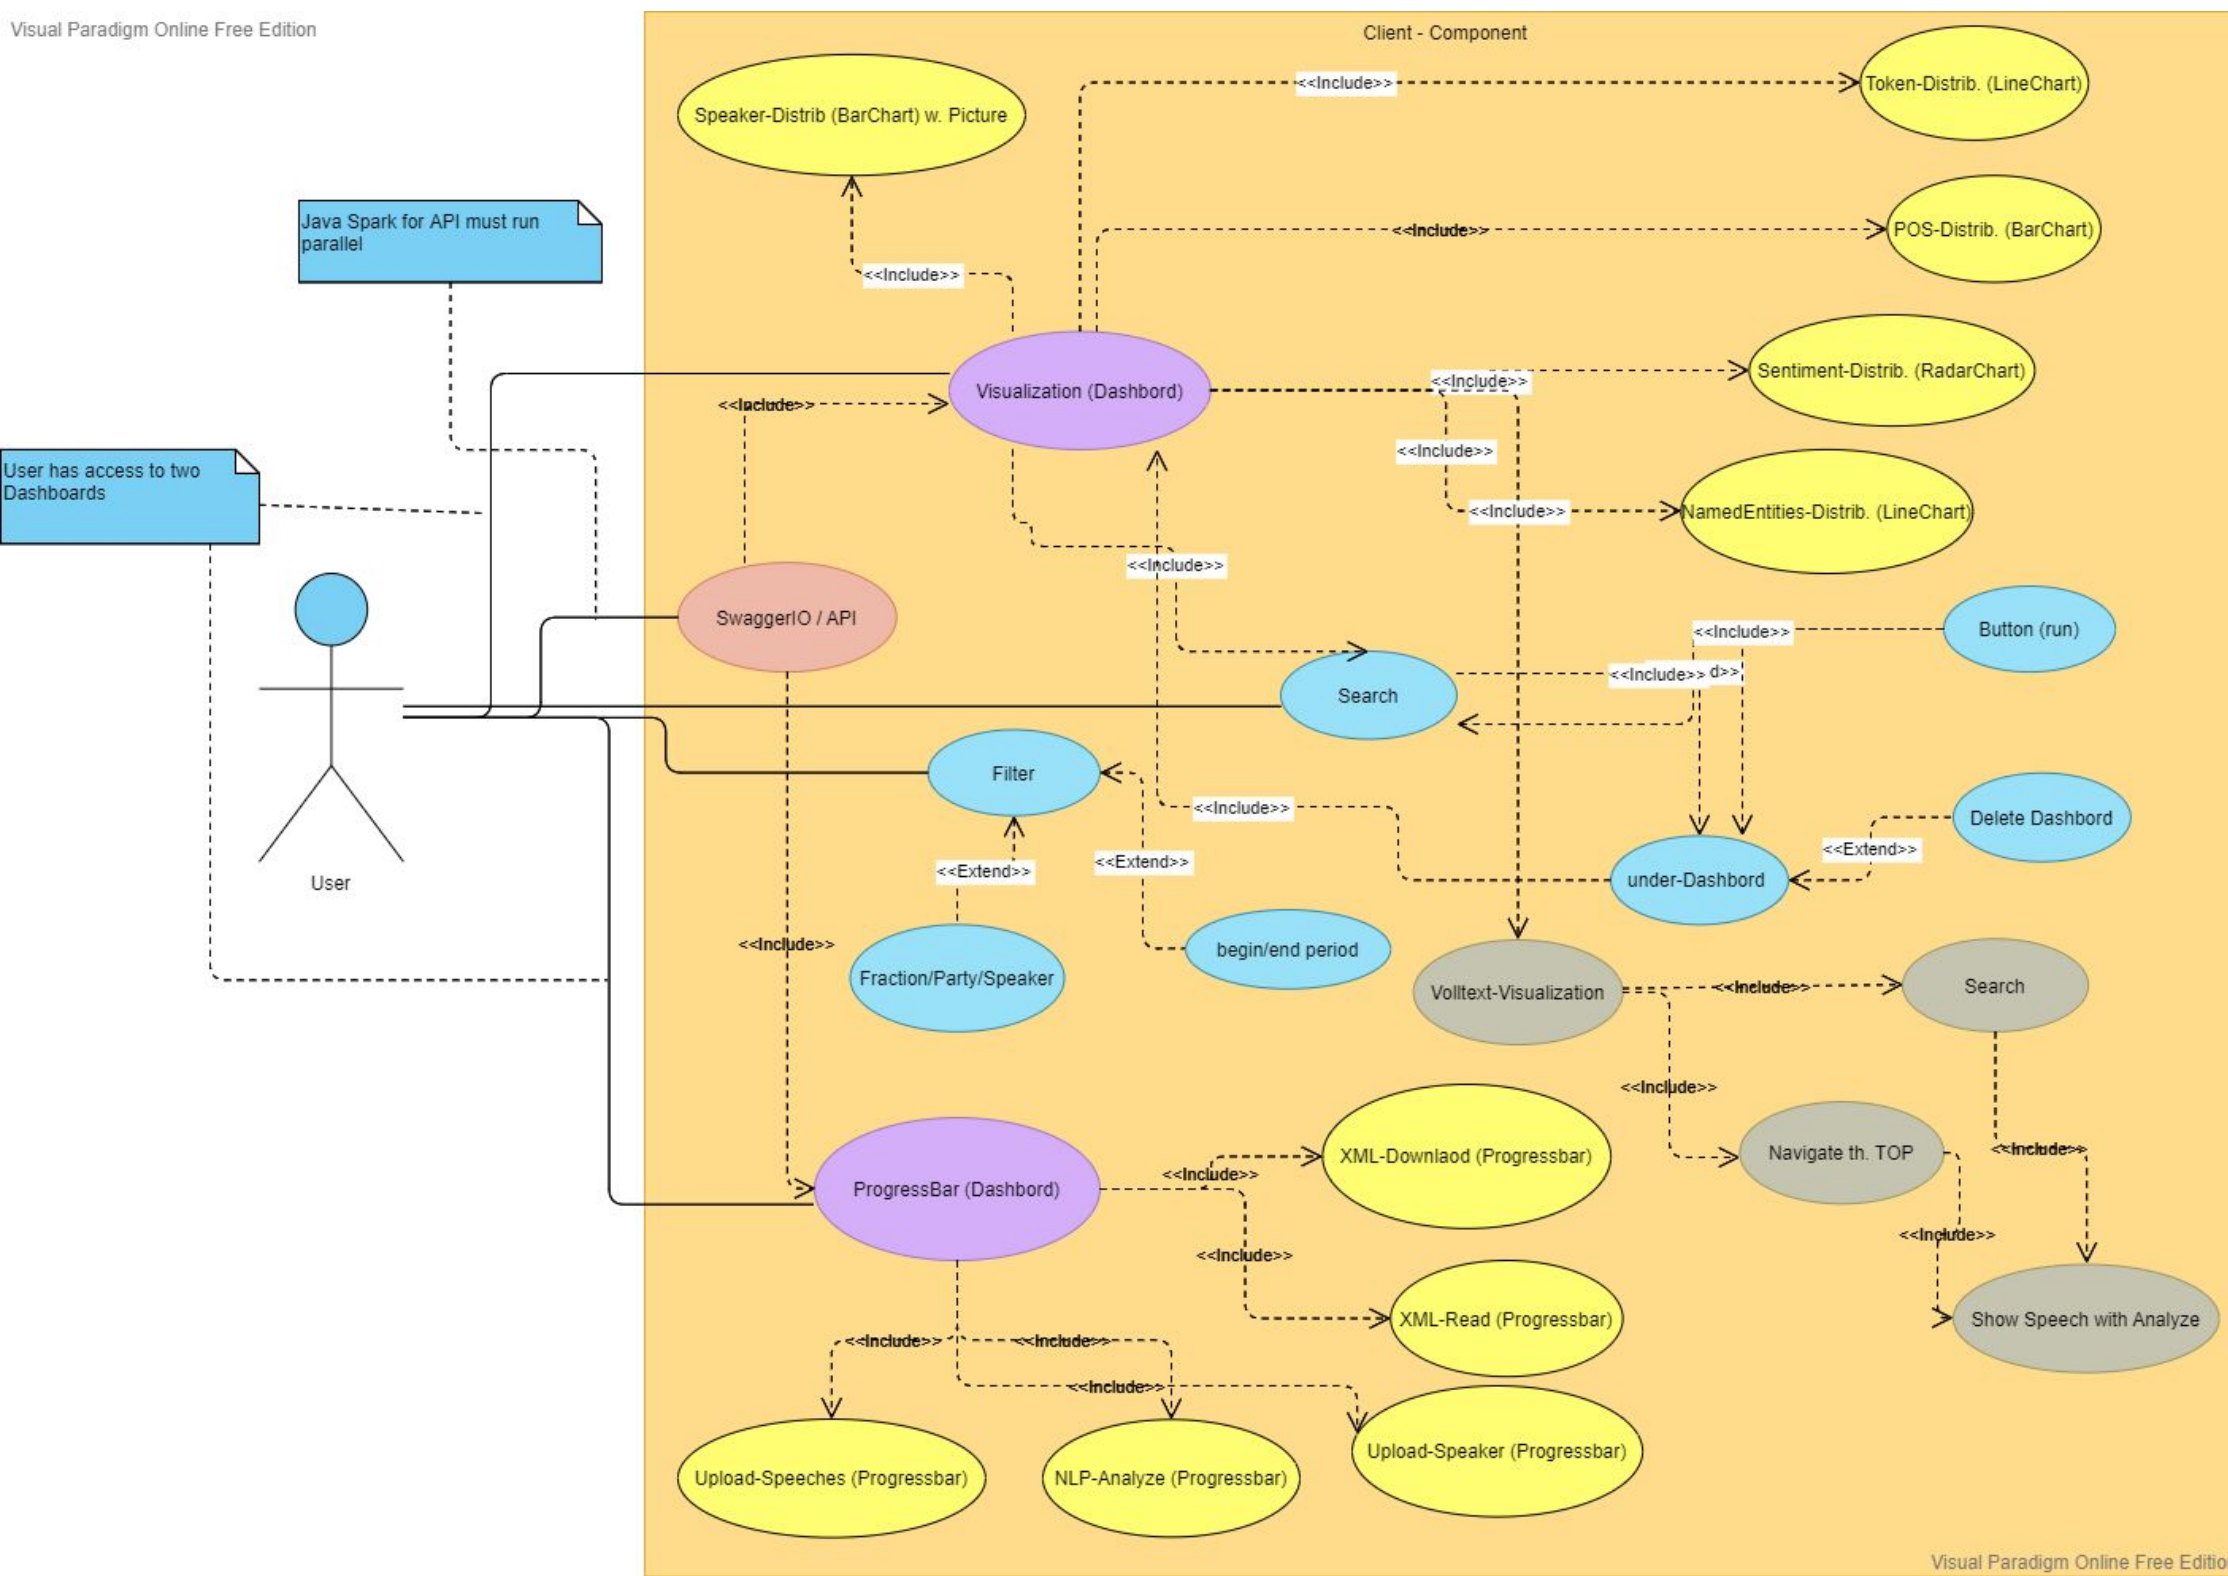 Visual Paradigm Online Free Edition
Client - Component
Speaker-Distrib (BarChart) w. Picture
<<Include>>
Token-Distrib. (LineChart)
Java Spark for API must run
parallel
<<Include>>
POS-Distrib. (BarChart)
<<Include>>
Visualization (Dashbord)
<<Include>>
Sentiment-Distrib. (RadarChart)
<<Include>>
<<Include>>
User has access to two
Dashboards
<<Include>>
NamedEntities-Distrib. (LineChart)
<<Include>>
SwaggerIO / API
<<Include>>
Button (run)
<<Include>>
d>>
Search
Filter
<<Include>>
Delete Dashbord
<<Extend>>
<<Extend>>
<<Extend>>
under-Dashbord
User
<<Include>>
begin/end period
Fraction/Party/Speaker
Volltext-Visualization
<<Include>>
Search
<<Include>>
Navigate th. TOP
<<Include>>
XML-Downlaod (Progressbar)
<<Include>>
ProgressBar (Dashbord)
<<Include>>
<<Include>>
XML-Read (Progressbar)
Show Speech with Analyze
<<Include>>
<<Include>>
<<Include>>
Upload-Speaker (Progressbar)
Upload-Speeches (Progressbar)
NLP-Analyze (Progressbar)
Visual Paradigm Online Free Editio